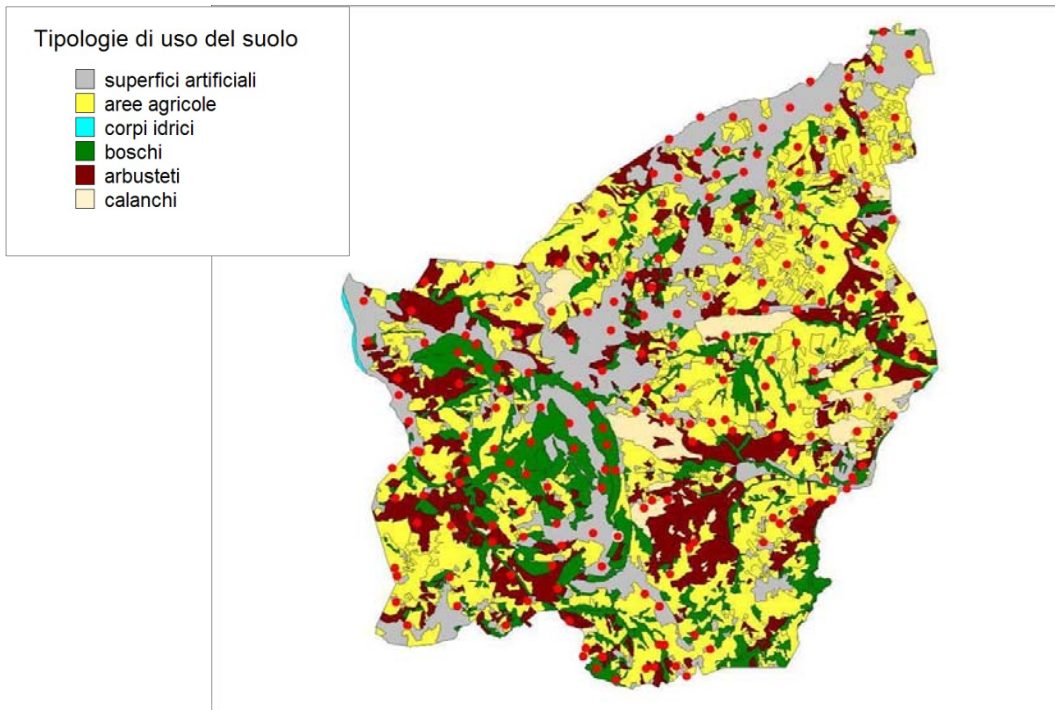 Tipologie di uso del suolo
superfici artificiali
aree agricole
corpi idrici
boschi
arbusteti
calanchi